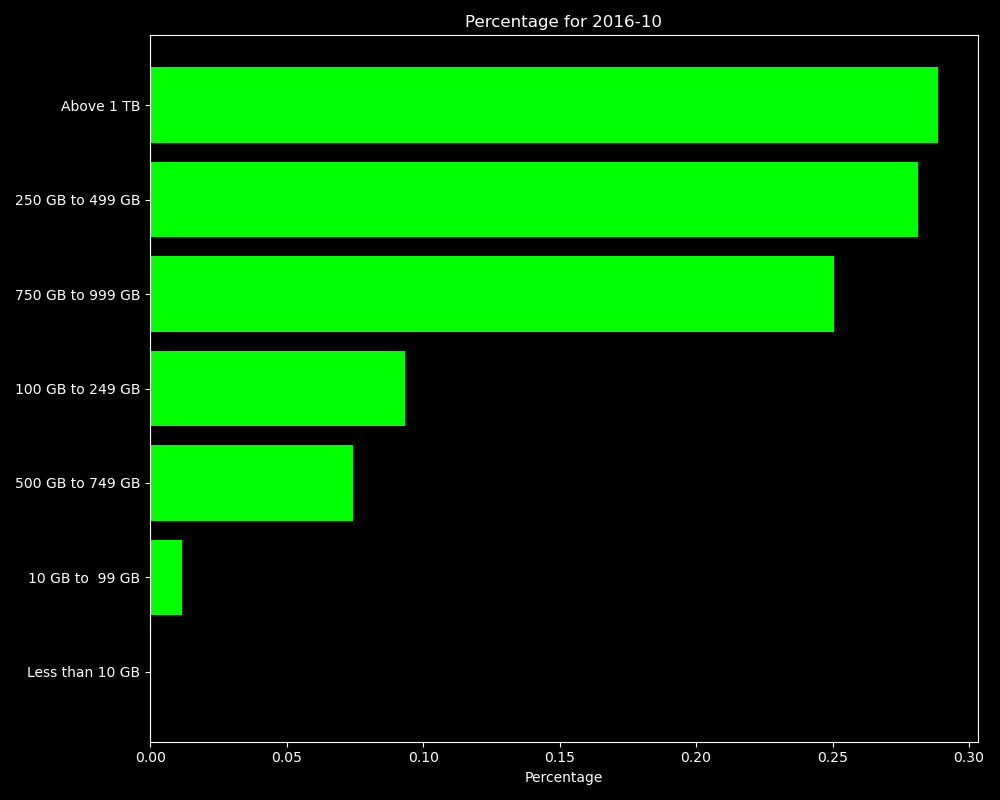 Percentage for 2016-10
Above 1 TB
250 GB to 499 GB
750 GB to 999 GB
100 GB to 249 GB
500 GB to 749 GB
10 GB to  99 GB
Less than 10 GB
0.00 0.05 0.10 0.15 0.20 0.25 0.30
Percentage